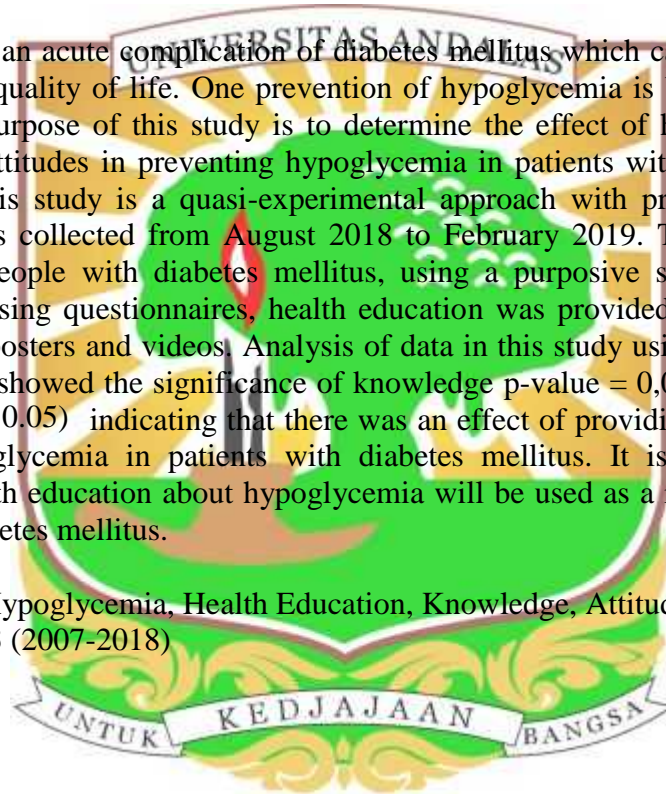 UNIVERSITAS ANDALAS
an acute complication of diabetes mellitus which ca
quality of life. One prevention of hypoglycemia is
urpose of this study is to determine the effect of h
ttitudes in preventing hypoglycemia in patients wit
is study is a quasi-experimental approach with pr
s collected from August 2018 to February 2019. T
eople with diabetes mellitus, using a purposive s
sing questionnaires, health education was provided
posters and videos. Analysis of data in this study usi
showed the significance of knowledge p-value = 0,0
0.05) indicating that there was an effect of providi
glycemia in patients with diabetes mellitus. It is
th education about hypoglycemia will be used as a
betes mellitus.
Hypoglycemia, Health Education, Knowledge, Attitud
(2007-2018)
UNTUK KEDJAJAAN BANGSA